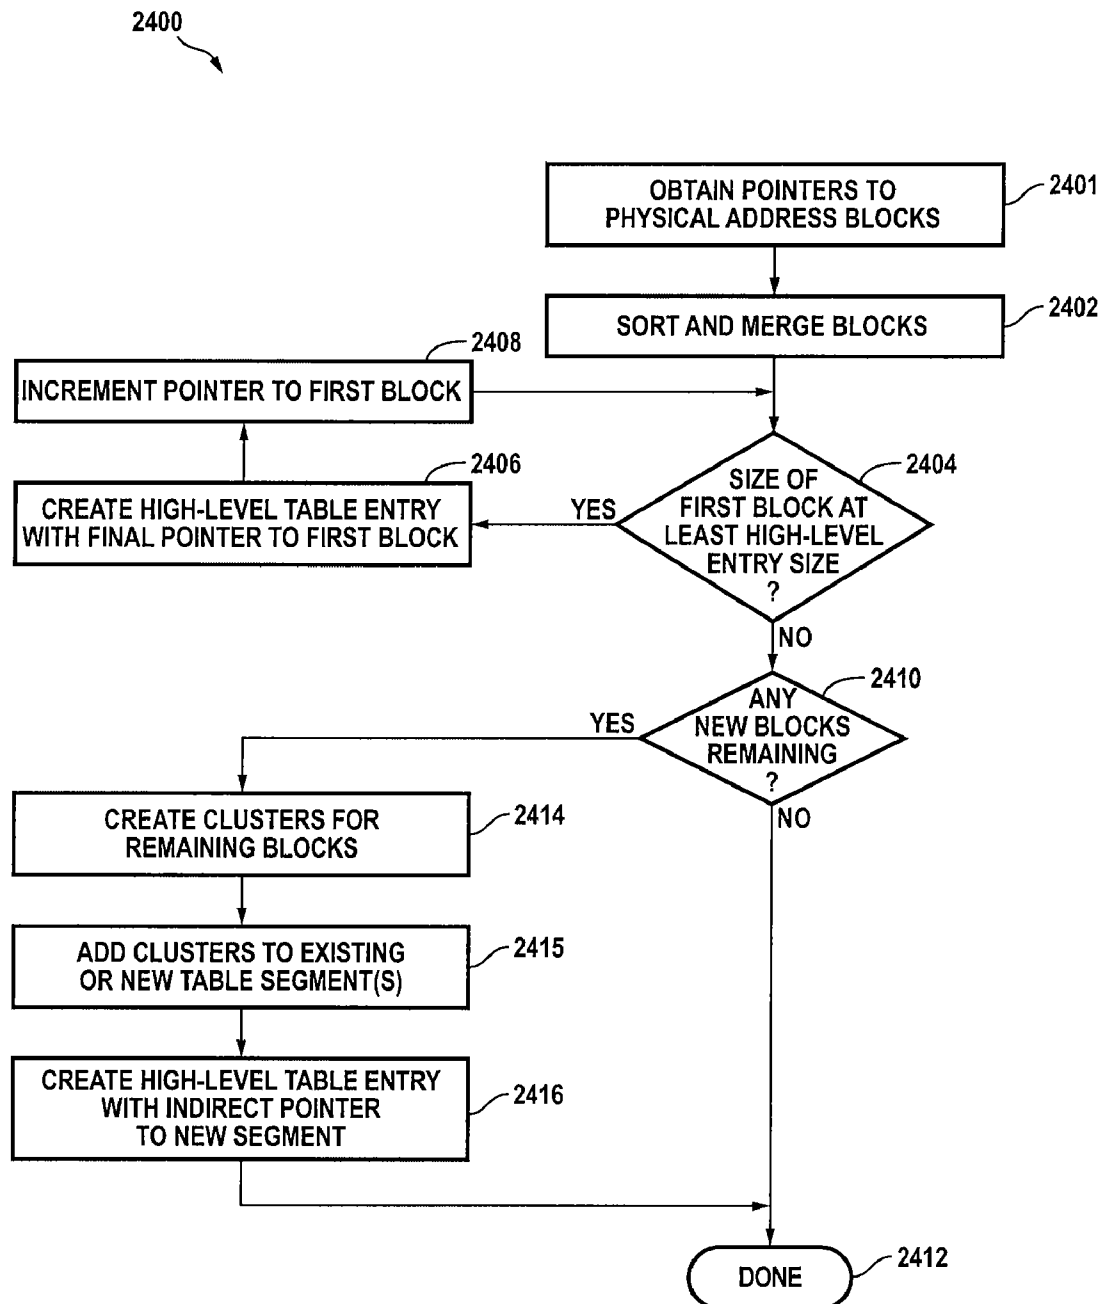 2400
OBTAIN POINTERS TO
PHYSICAL ADDRESS BLOCKS
2401
SORT AND MERGE BLOCKS
2402
INCREMENT POINTER TO FIRST BLOCK
2408
CREATE HIGH-LEVEL TABLE ENTRY
WITH FINAL POINTER TO FIRST BLOCK
2406
YES
SIZE OF
FIRST BLOCK AT
LEAST HIGH-LEVEL
ENTRY SIZE
?
2404
NO
ANY
NEW BLOCKS
REMAINING
?
2410
YES
NO
CREATE CLUSTERS FOR
REMAINING BLOCKS
2414
ADD CLUSTERS TO EXISTING
OR NEW TABLE SEGMENT(S)
2415
CREATE HIGH-LEVEL TABLE ENTRY
WITH INDIRECT POINTER
TO NEW SEGMENT
2416
DONE
2412